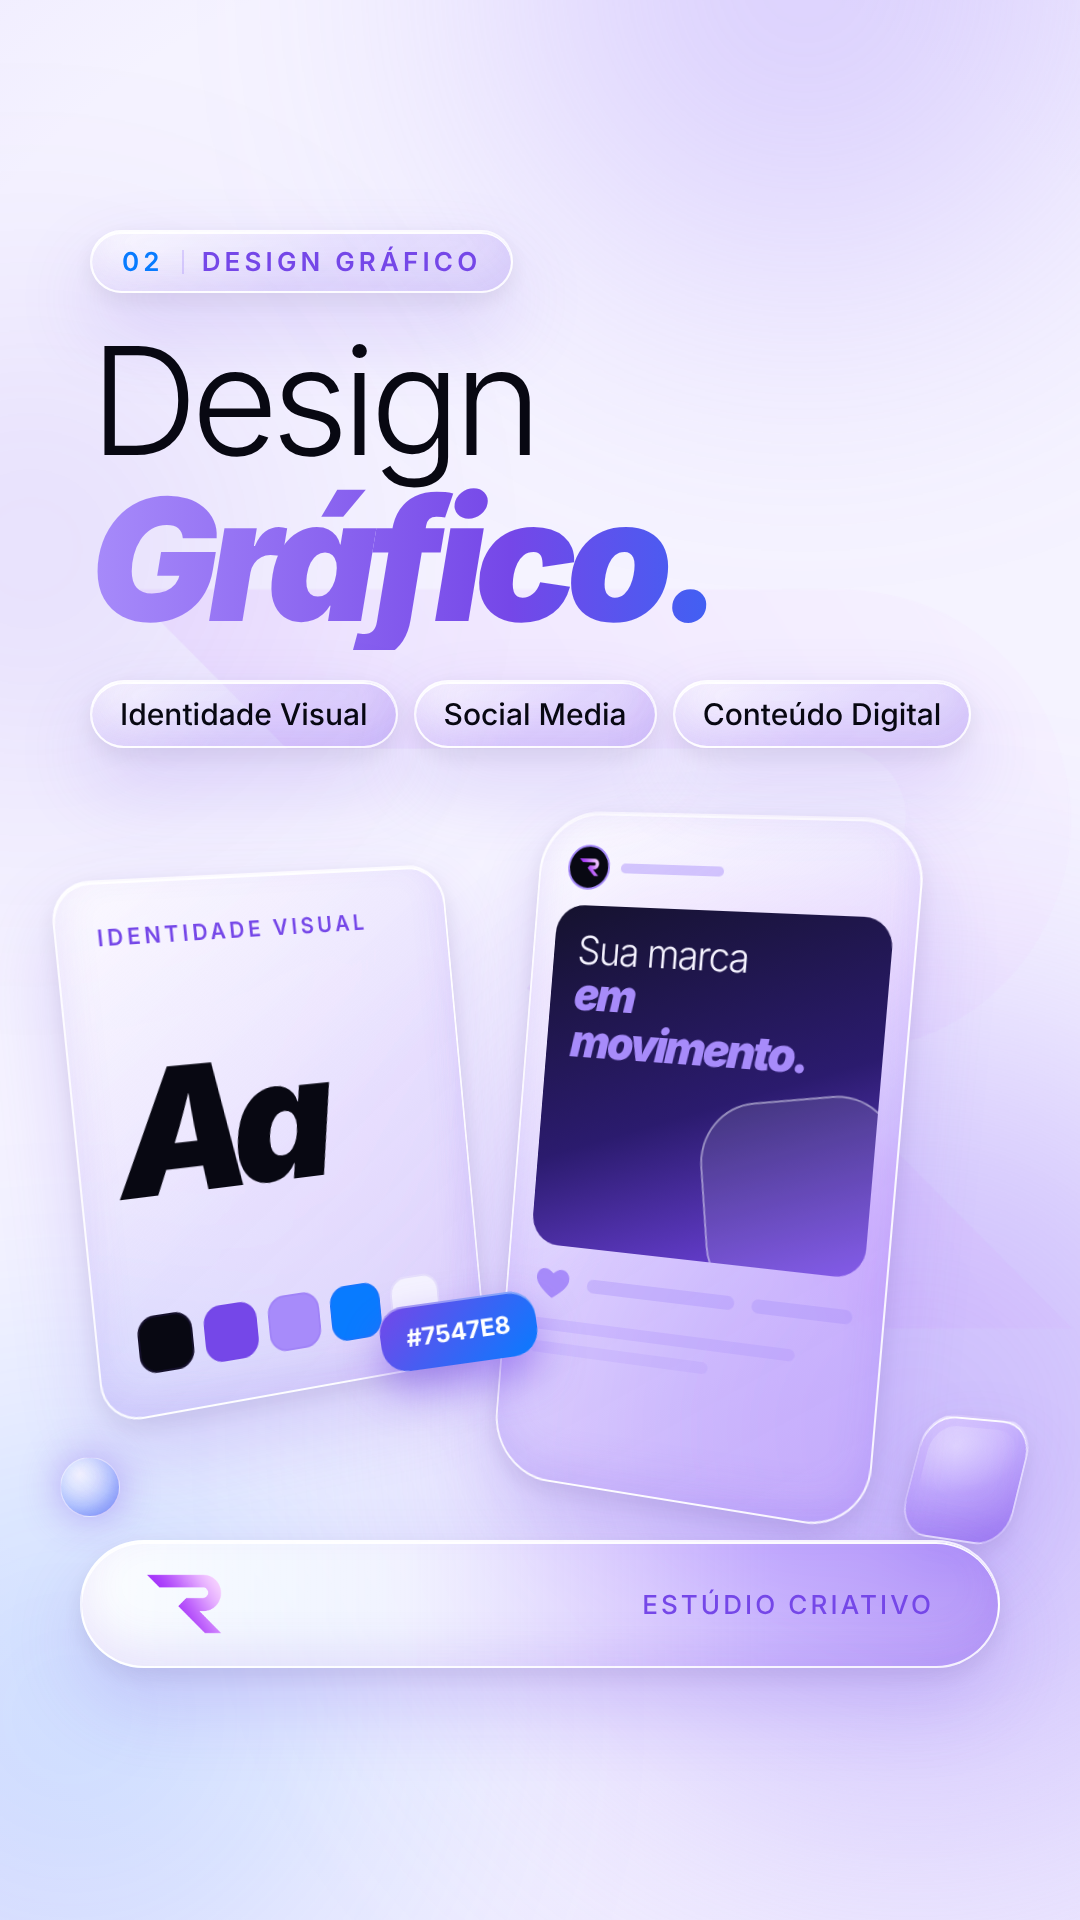 02 | DESIGN GRÁFICO
Design
Gráfico.
Identidade Visual
Social Media
Conteúdo Digital
IDENTIDADE VISUAL
Aa
#7547E8
Sua marca
em
movimento.
ESTÚDIO CRIATIVO